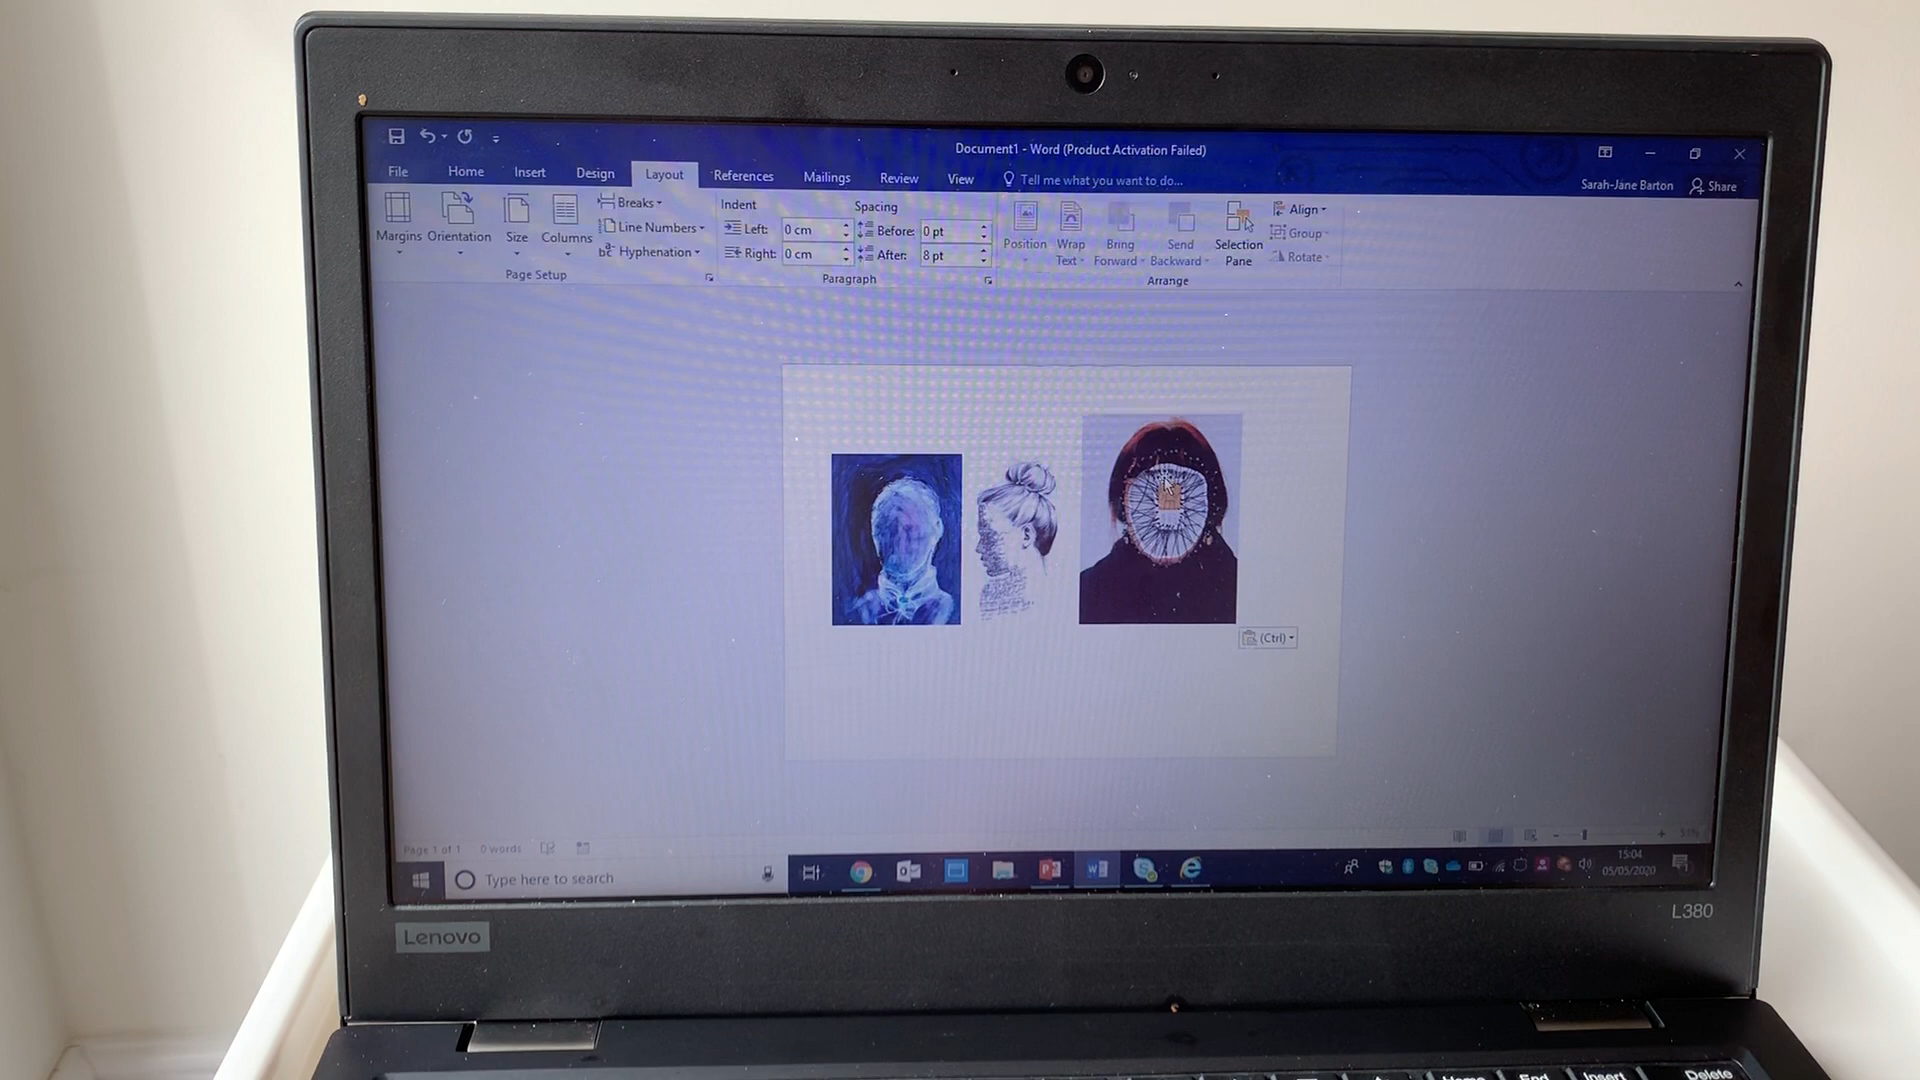 Document1 - Word (Product Activation Failed)
File Home Insert Design Layout References Mailings Review View Tell me what you want to do...
Sarah-Jane Barton Share
Margins Orientation Size Columns
Breaks
Line Numbers
Hyphenation
Page Setup
Indent
Left: 0 cm
Right: 0 cm
Spacing
Before: 0 pt
After: 8 pt
Paragraph
Position
Wrap Text
Bring Forward
Send Backward
Selection Pane
Align
Group
Rotate
Arrange
(Ctrl)
Page 1 of 1 0 words
51%
Type here to search
15:04
05/05/2020
Lenovo
L380
Home End Insert Delete